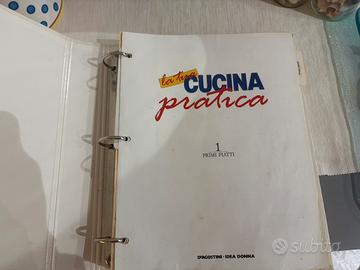 la tua
CUCINA
pratica
1
PRIMI PIATTI
DEAGOSTINI - IDEA DONNA
subito